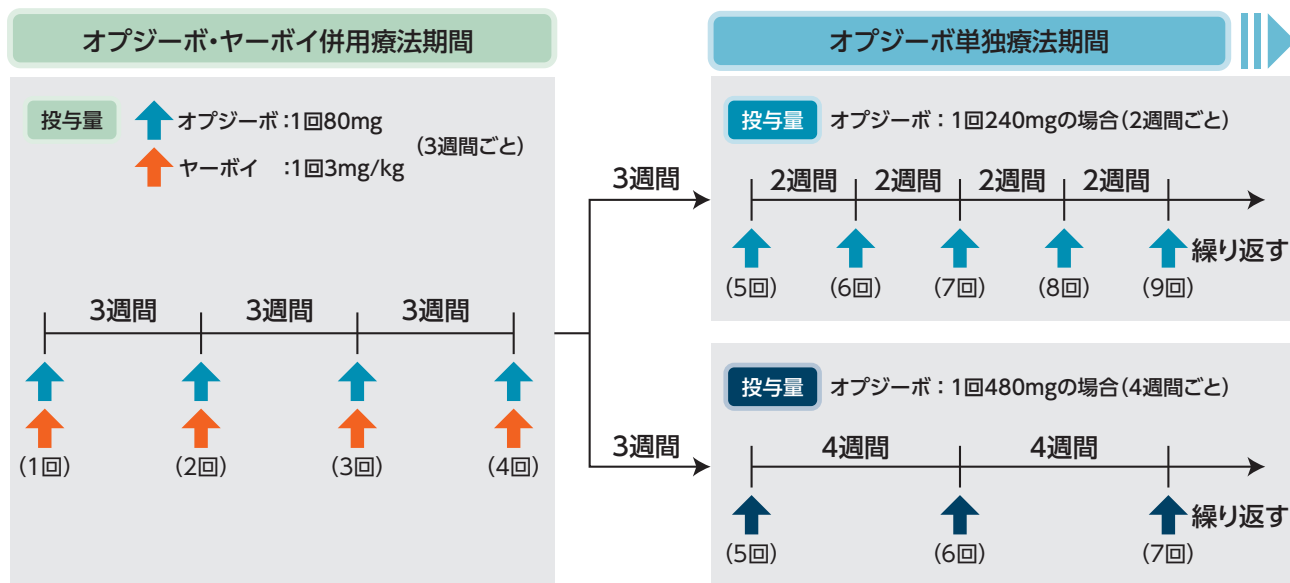 オプジーボ・ヤーボイ併用療法期間
投与量
オプジーボ：1回80mg
ヤーボイ　：1回3mg/kg
（3週間ごと）
3週間 3週間 3週間
（1回） （2回） （3回） （4回）
3週間
3週間
オプジーボ単独療法期間
投与量 オプジーボ：1回240mgの場合（2週間ごと）
2週間 2週間 2週間 2週間
繰り返す
（5回） （6回） （7回） （8回） （9回）
投与量 オプジーボ：1回480mgの場合（4週間ごと）
4週間 4週間
繰り返す
（5回） （6回） （7回）